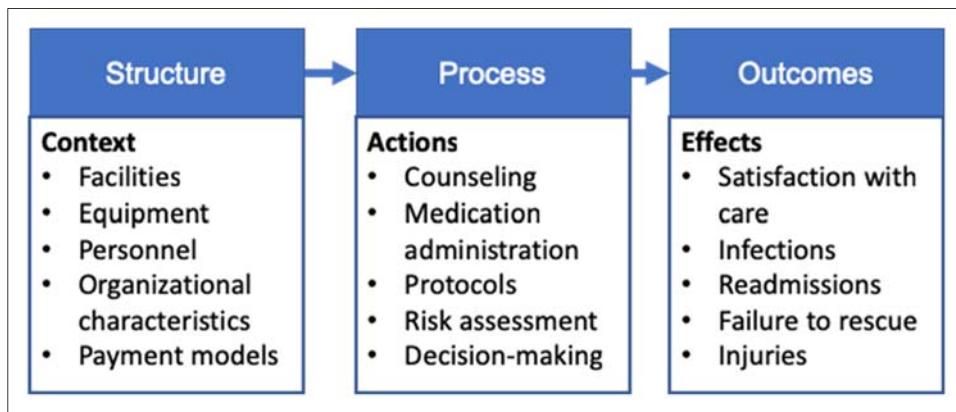 Structure
Context
• Facilities
• Equipment
• Personnel
• Organizational
characteristics
• Payment models
Process
Actions
• Counseling
• Medication
administration
• Protocols
• Risk assessment
• Decision-making
Outcomes
Effects
• Satisfaction with
care
• Infections
• Readmissions
• Failure to rescue
• Injuries